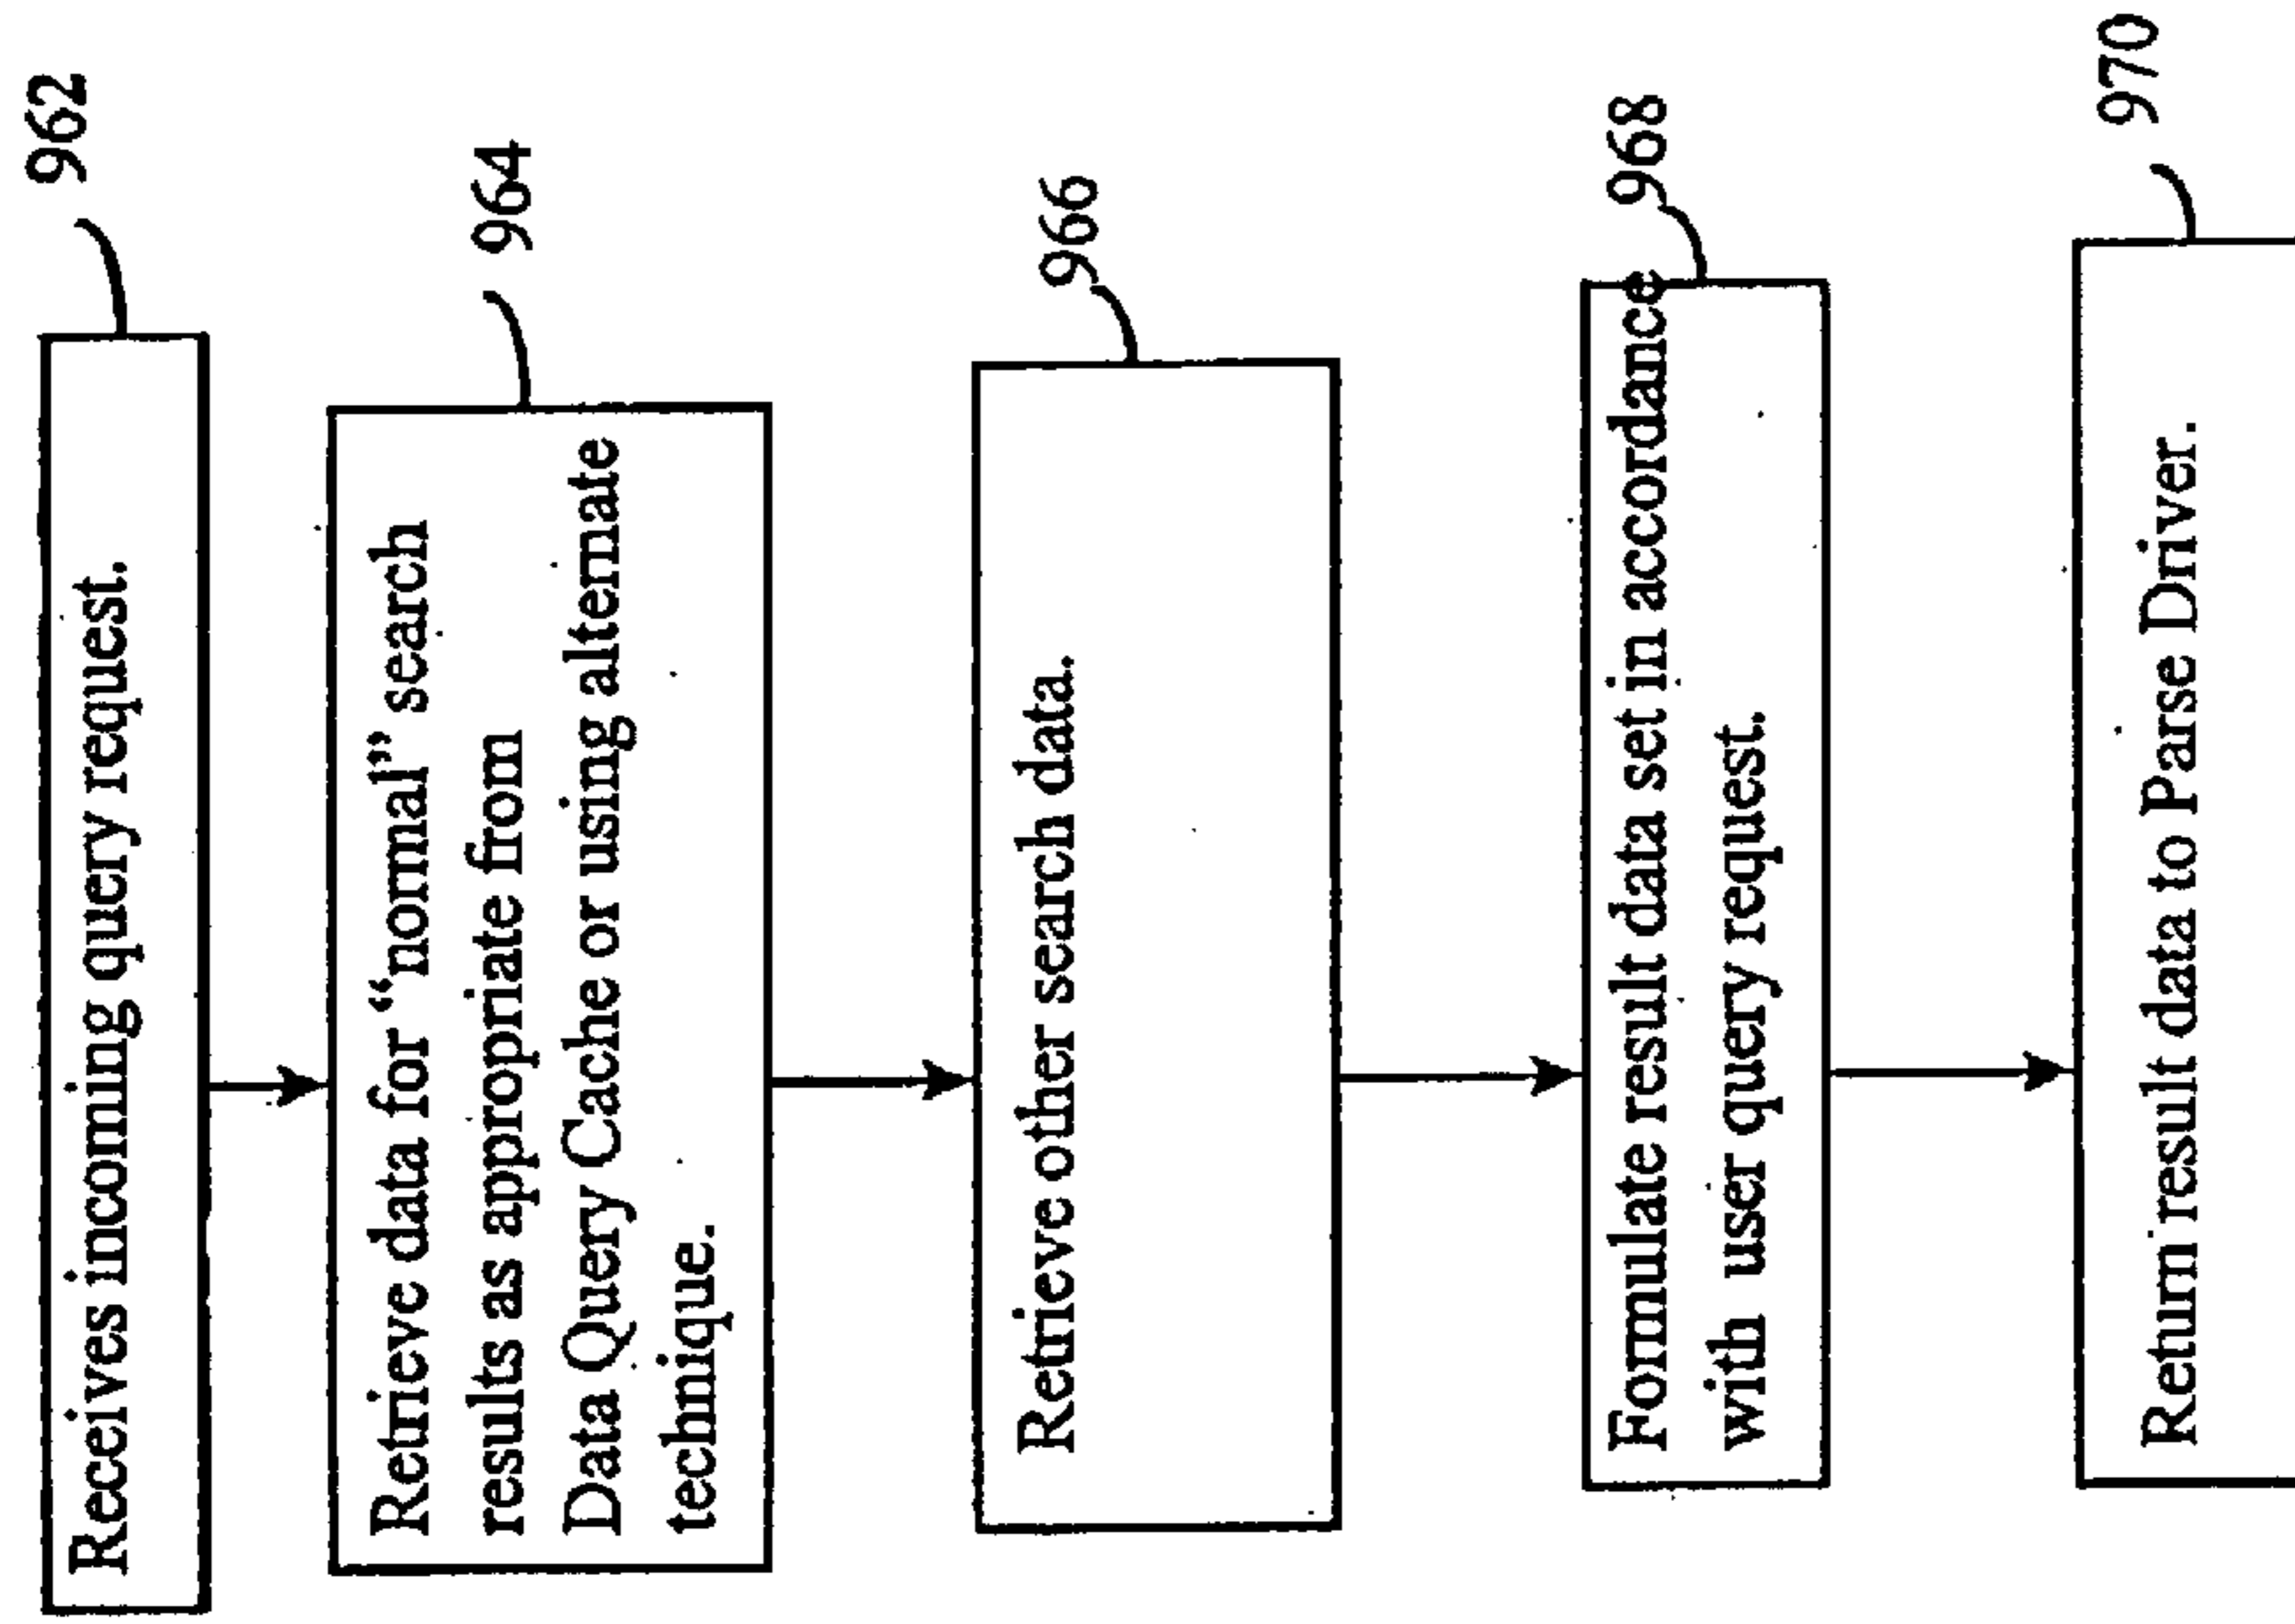 962
Receives incoming query request.
964
Retrieve data for “normal” search
results as appropriate from
Data Query Cache or using alternate
technique.
966
Retrieve other search data.
968
Formulate result data set in accordance
with user query request.
970
Return result data to Parse Driver.